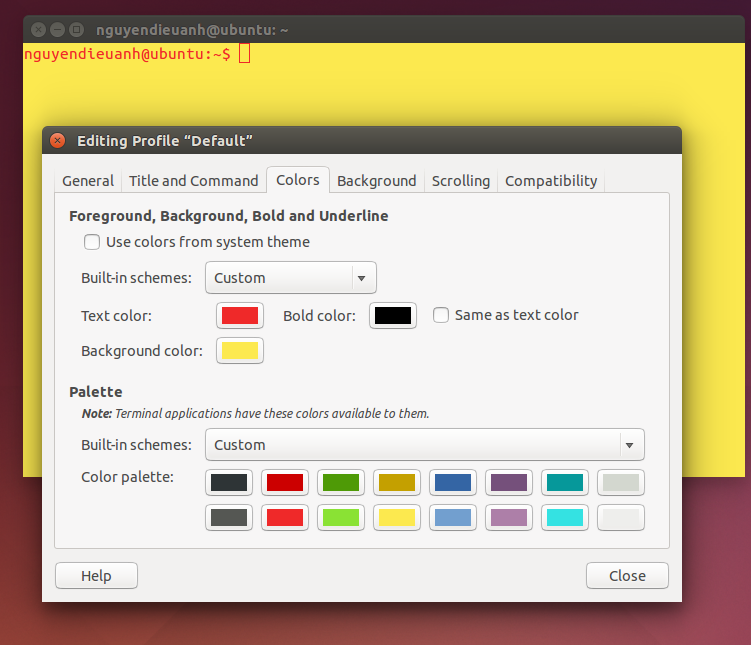 nguyendieuanh@ubuntu: ~
nguyendieuanh@ubuntu:~$
Editing Profile “Default”
General Title and Command Colors Background Scrolling Compatibility
Foreground, Background, Bold and Underline
Use colors from system theme
Built-in schemes: Custom
Text color: Bold color: Same as text color
Background color:
Palette
Note: Terminal applications have these colors available to them.
Built-in schemes: Custom
Color palette:
Help Close